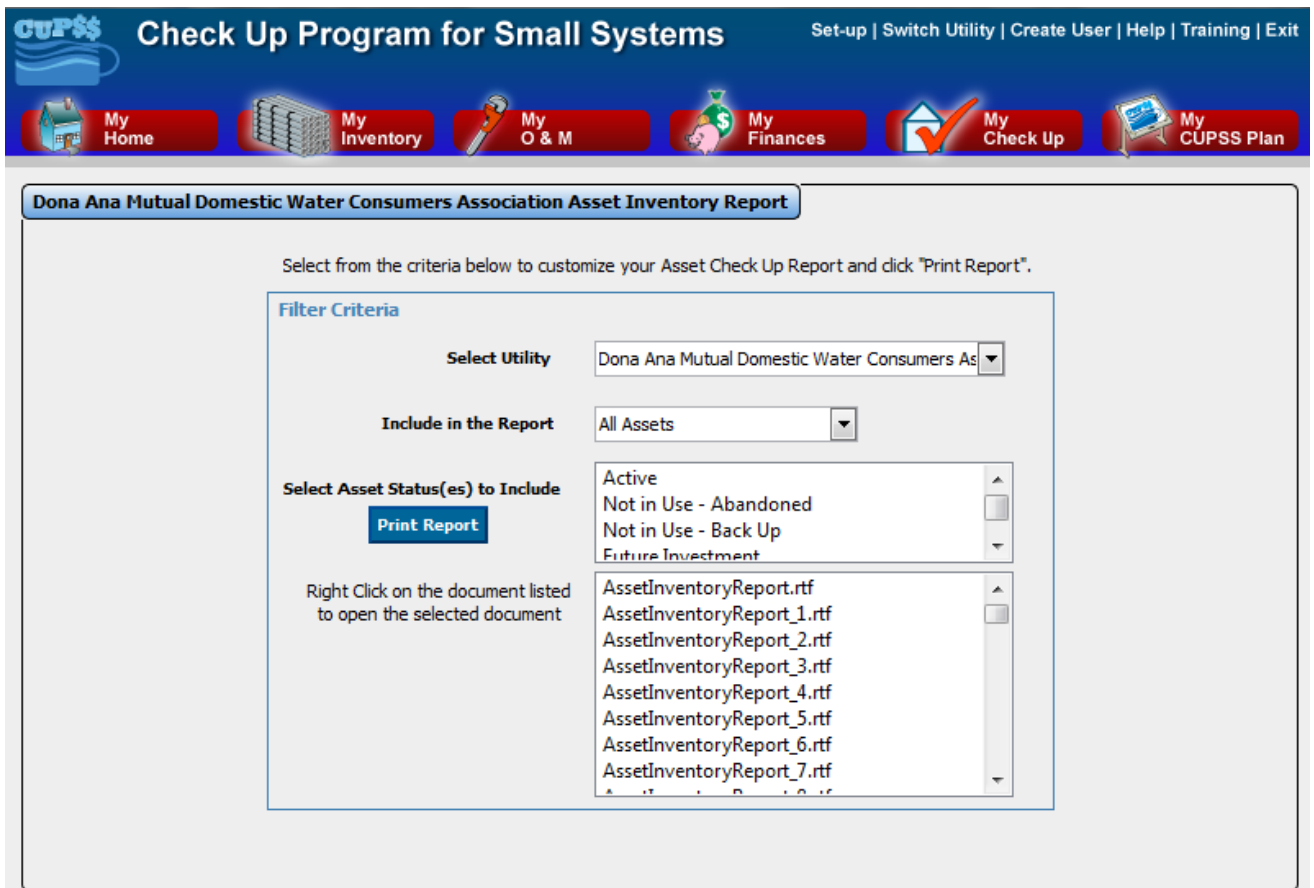 CUP$$
Check Up Program for Small Systems
Set-up | Switch Utility | Create User | Help | Training | Exit
My Home
My Inventory
My O & M
My Finances
My Check Up
My CUPSS Plan
Dona Ana Mutual Domestic Water Consumers Association Asset Inventory Report
Select from the criteria below to customize your Asset Check Up Report and click "Print Report".
Filter Criteria
Select Utility
Dona Ana Mutual Domestic Water Consumers As
Include in the Report
All Assets
Select Asset Status(es) to Include
Print Report
Active
Not in Use - Abandoned
Not in Use - Back Up
Future Investment
Right Click on the document listed
to open the selected document
AssetInventoryReport.rtf
AssetInventoryReport_1.rtf
AssetInventoryReport_2.rtf
AssetInventoryReport_3.rtf
AssetInventoryReport_4.rtf
AssetInventoryReport_5.rtf
AssetInventoryReport_6.rtf
AssetInventoryReport_7.rtf